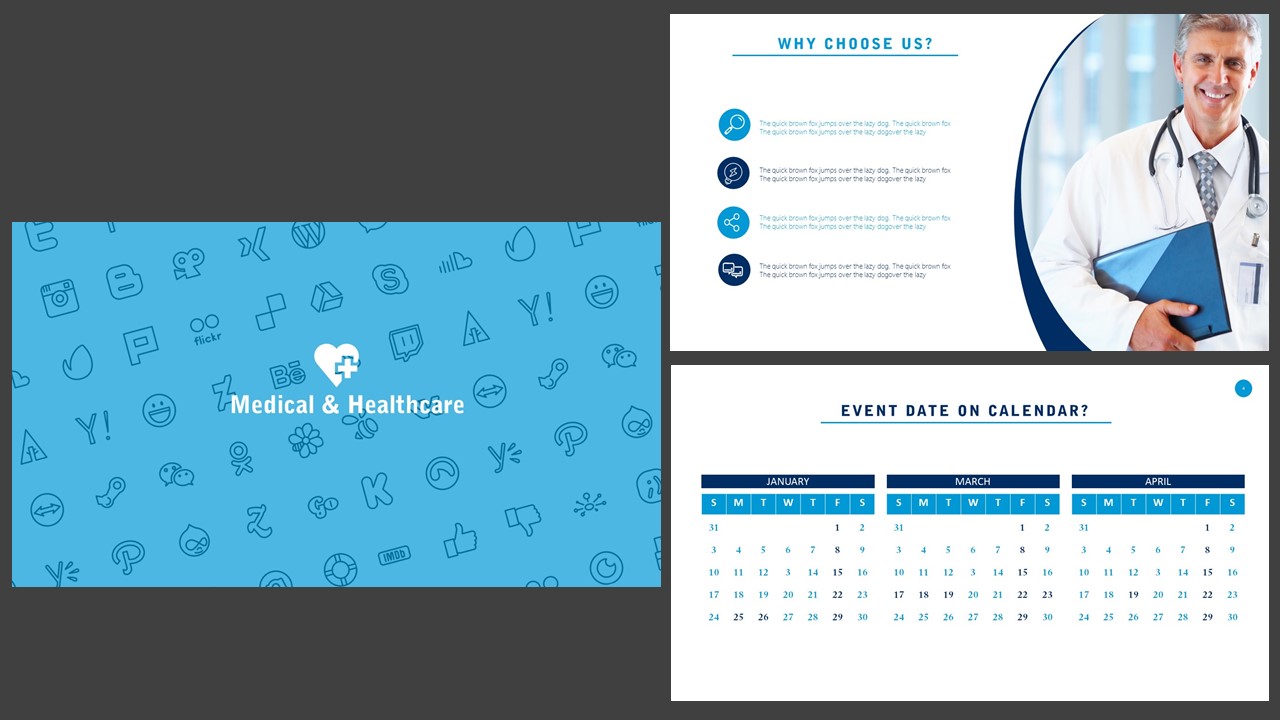 flickr
Bē
Y!
Medical & Healthcare
Y!
IMDB
WHY CHOOSE US?
The quick brown fox jumps over the lazy dog. The quick brown fox
The quick brown fox jumps over the lazy dogover the lazy
The quick brown fox jumps over the lazy dog. The quick brown fox
The quick brown fox jumps over the lazy dogover the lazy
The quick brown fox jumps over the lazy dog. The quick brown fox
The quick brown fox jumps over the lazy dogover the lazy
The quick brown fox jumps over the lazy dog. The quick brown fox
The quick brown fox jumps over the lazy dogover the lazy
EVENT DATE ON CALENDAR?
JANUARY MARCH APRIL
S M T W T F S S M T W T F S S M T W T F S
31 1 2 31 1 2 31 1 2
3 4 5 6 7 8 9 3 4 5 6 7 8 9 3 4 5 6 7 8 9
10 11 12 3 14 15 16 10 11 12 3 14 15 16 10 11 12 3 14 15 16
17 18 19 20 21 22 23 17 18 19 20 21 22 23 17 18 19 20 21 22 23
24 25 26 27 28 29 30 24 25 26 27 28 29 30 24 25 26 27 28 29 30